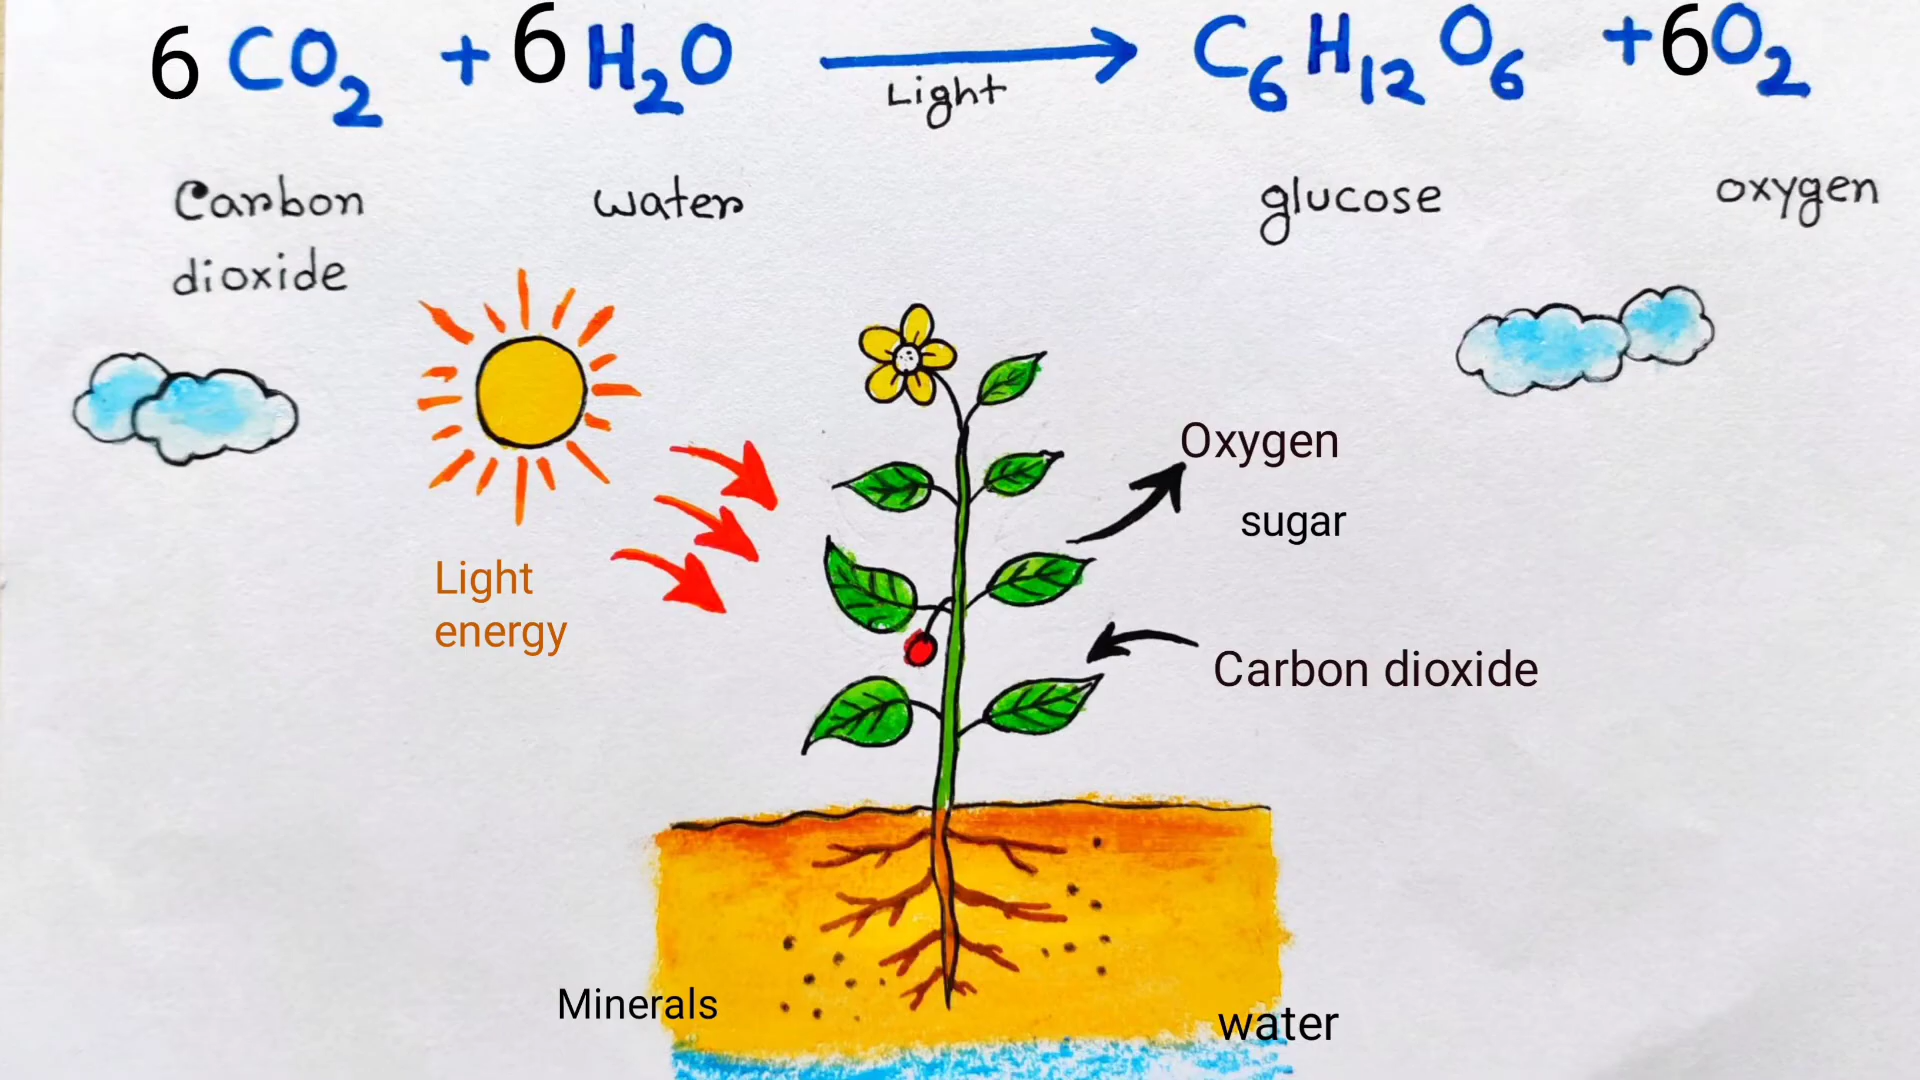 6 CO2 + 6 H2O → C6H12O6 + 6O2
Light
Carbon dioxide
water
glucose
oxygen
Oxygen
sugar
Light
energy
Carbon dioxide
Minerals
water